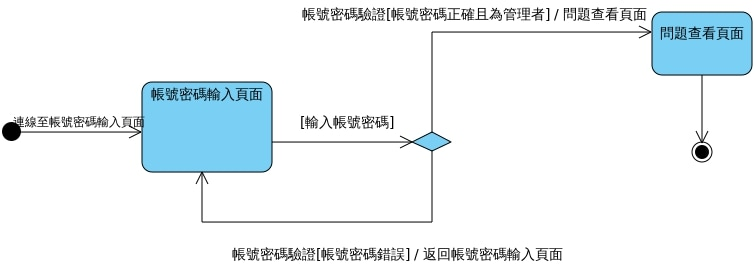 帳號密碼驗證[帳號密碼正確且為管理者] / 問題查看頁面
問題查看頁面
帳號密碼輸入頁面
連線至帳號密碼輸入頁面
[輸入帳號密碼]
帳號密碼驗證[帳號密碼錯誤] / 返回帳號密碼輸入頁面